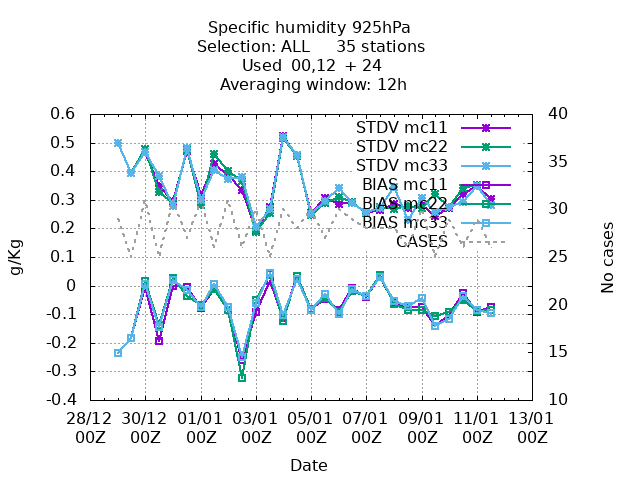 Specific humidity 925hPa
Selection: ALL 35 stations
Used 00,12 + 24
Averaging window: 12h
0.6
0.5
0.4
0.3
0.2
0.1
0
-0.1
-0.2
-0.3
-0.4
g/Kg
40
35
30
25
20
15
10
No cases
STDV mc11
STDV mc22
STDV mc33
BIAS mc11
BIAS mc22
BIAS mc33
CASES
28/12 30/12 01/01 03/01 05/01 07/01 09/01 11/01 13/01
00Z 00Z 00Z 00Z 00Z 00Z 00Z 00Z 00Z
Date